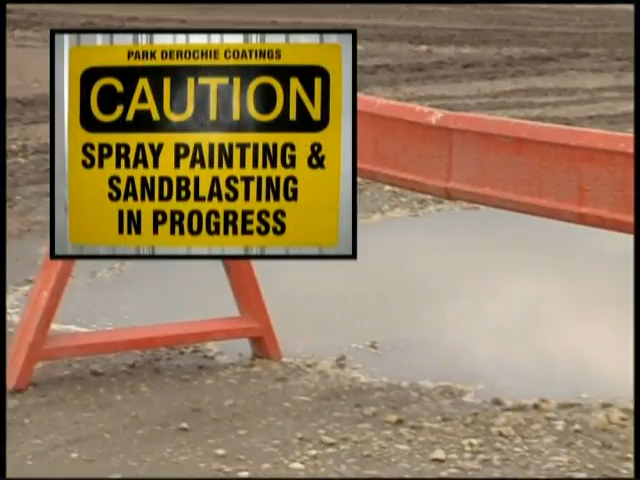 PARK DEROCHIE COATINGS
CAUTION
SPRAY PAINTING &
SANDBLASTING
IN PROGRESS